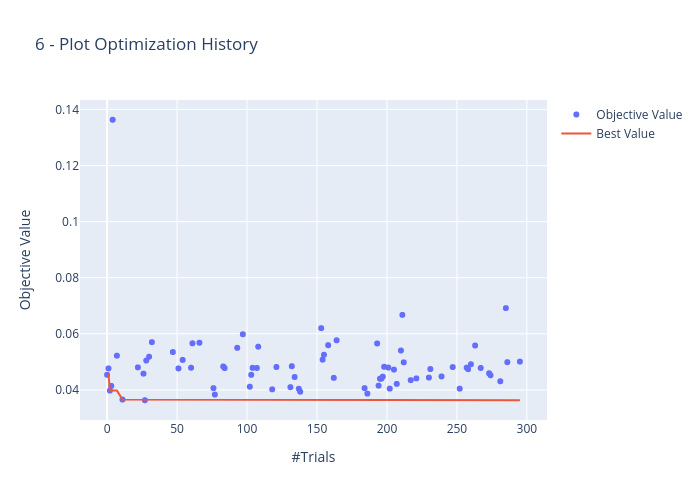 6 - Plot Optimization History
Objective Value
Best Value
0.14
0.12
0.1
0.08
0.06
0.04
Objective Value
0
50
100
150
200
250
300
#Trials